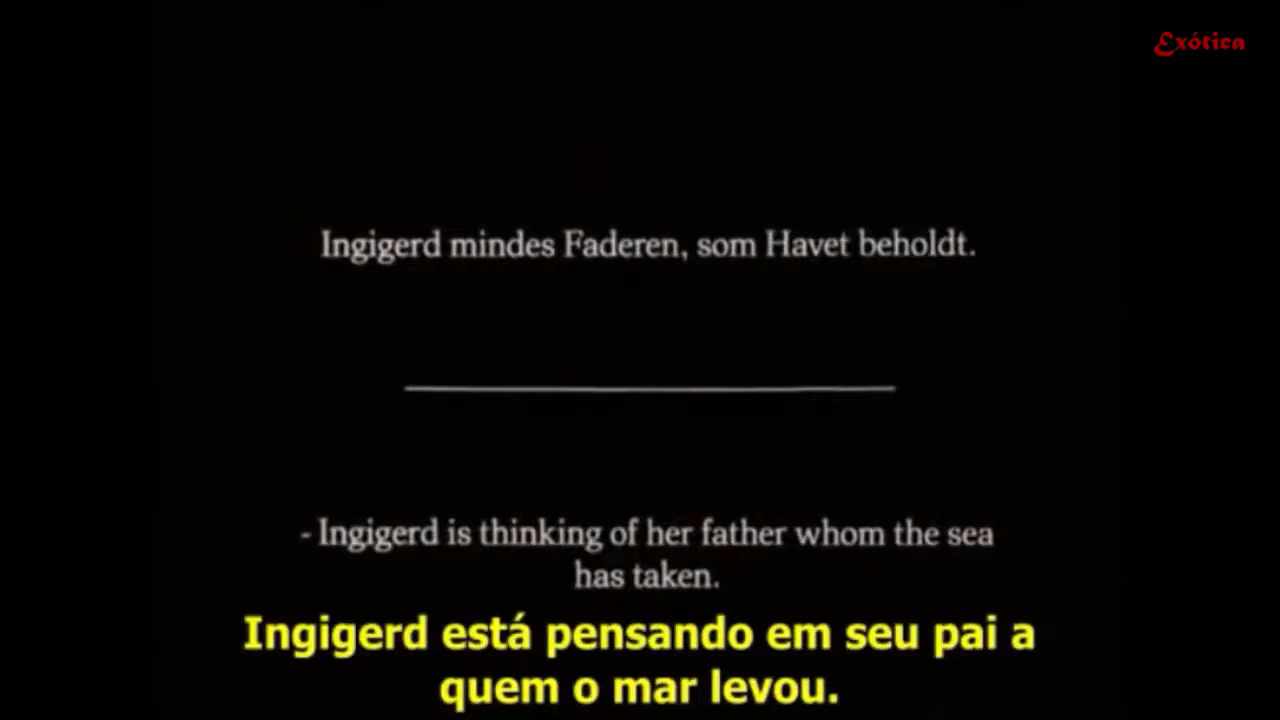 Exótica
Ingigerd mindes Faderen, som Havet beholdt.
- Ingigerd is thinking of her father whom the sea
has taken.
Ingigerd está pensando em seu pai a
quem o mar levou.